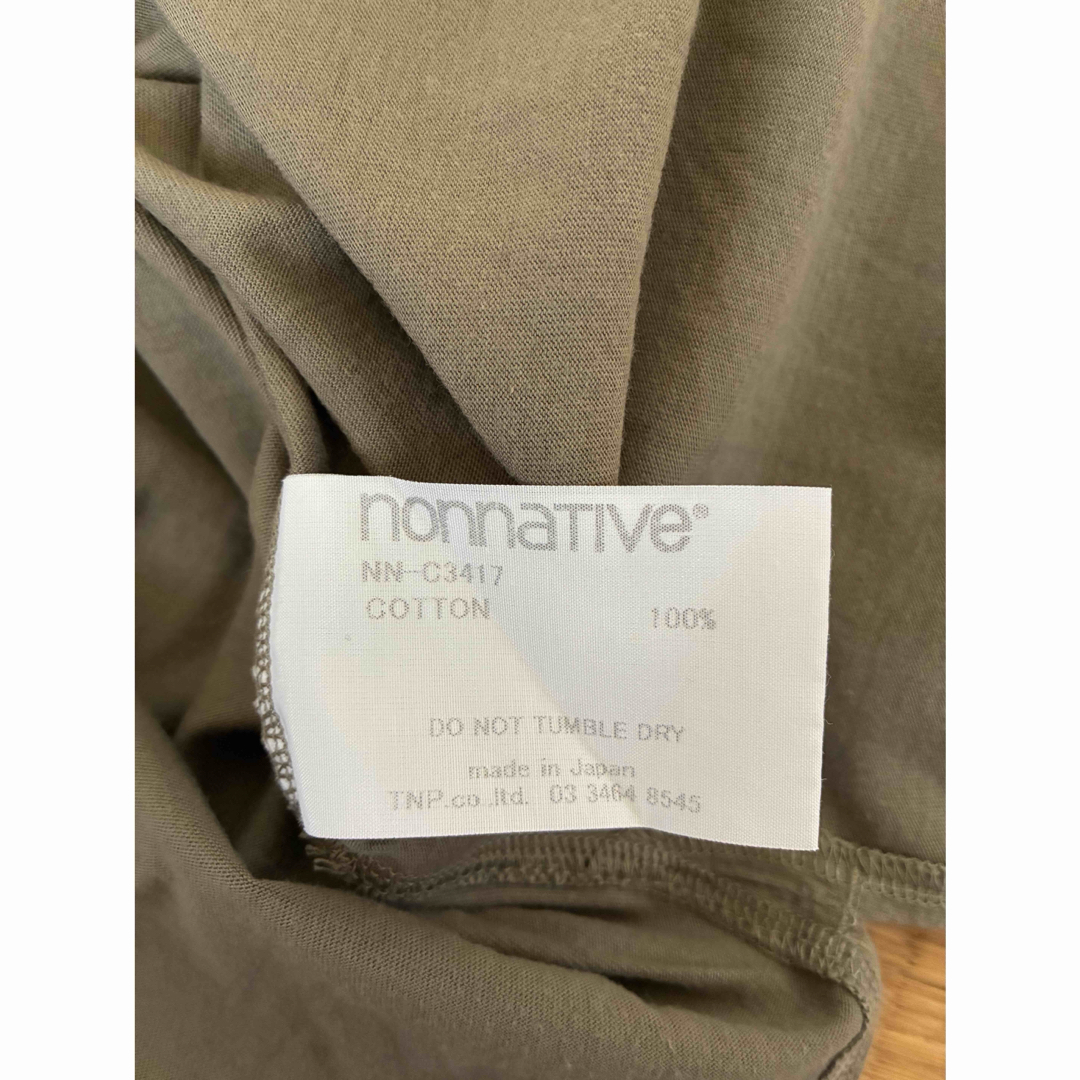 nonnative®
NN-C3417
COTTON 100%
DO NOT TUMBLE DRY
made in Japan
TNP.co.,ltd. 03 3464 8545